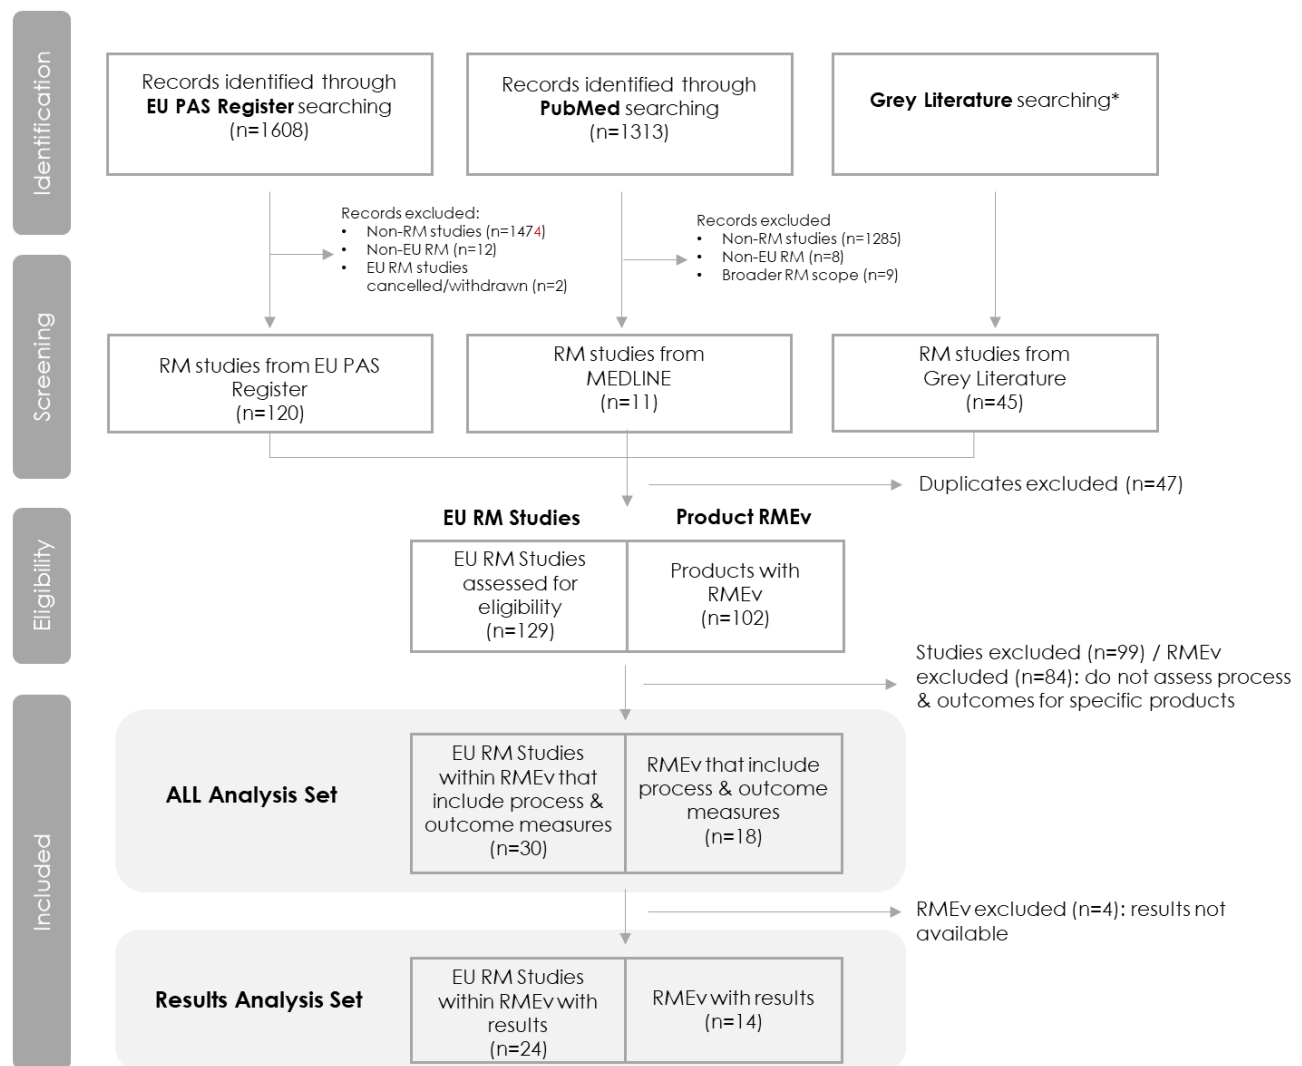 Identification
Records identified through
EU PAS Register searching
(n=1608)
Records identified through
PubMed searching
(n=1313)
Grey Literature searching*
Records excluded:
• Non-RM studies (n=1474)
• Non-EU RM (n=12)
• EU RM studies
cancelled/withdrawn (n=2)
Records excluded
• Non-RM studies (n=1285)
• Non-EU RM (n=8)
• Broader RM scope (n=9)
Screening
RM studies from EU PAS
Register
(n=120)
RM studies from
MEDLINE
(n=11)
RM studies from
Grey Literature
(n=45)
Duplicates excluded (n=47)
Eligibility
EU RM Studies
Product RMEv
EU RM Studies
assessed for
eligibility
(n=129)
Products with
RMEv
(n=102)
Studies excluded (n=99) / RMEv
excluded (n=84): do not assess process
& outcomes for specific products
Included
ALL Analysis Set
EU RM Studies
within RMEv that
include process &
outcome measures
(n=30)
RMEv that include
process & outcome
measures
(n=18)
RMEv excluded (n=4): results not
available
Results Analysis Set
EU RM Studies
within RMEv with
results
(n=24)
RMEv with results
(n=14)